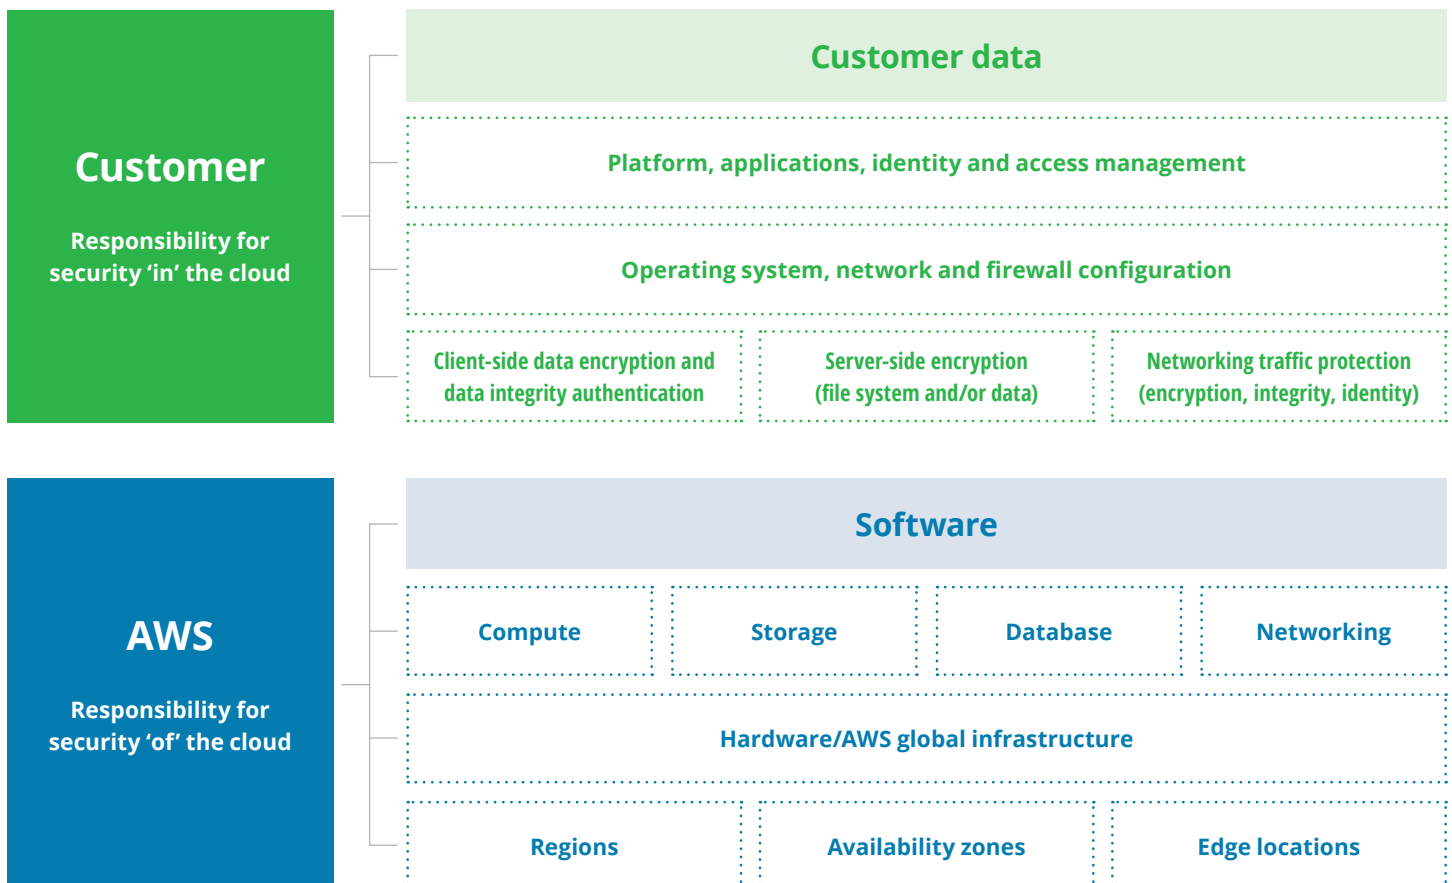 Customer
Responsibility for
security ‘in’ the cloud
Customer data
Platform, applications, identity and access management
Operating system, network and firewall configuration
Client-side data encryption and
data integrity authentication
Server-side encryption
(file system and/or data)
Networking traffic protection
(encryption, integrity, identity)
AWS
Responsibility for
security ‘of’ the cloud
Software
Compute
Storage
Database
Networking
Hardware/AWS global infrastructure
Regions
Availability zones
Edge locations